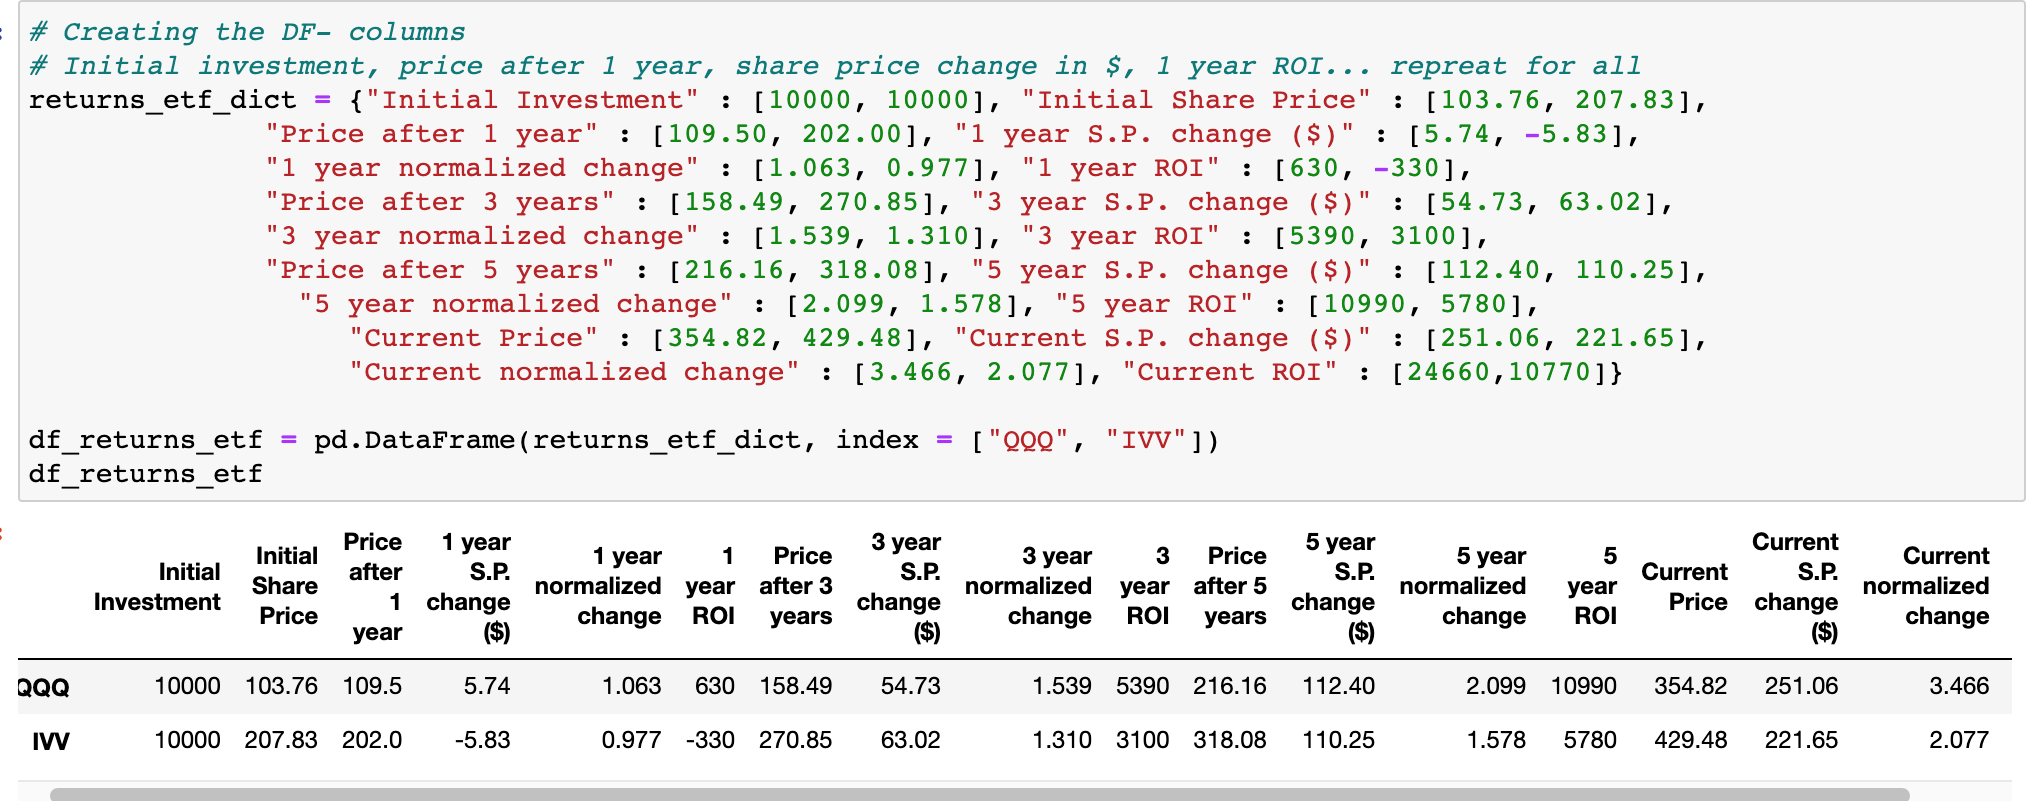 # Creating the DF- columns
# Initial investment, price after 1 year, share price change in $, 1 year ROI... repreat for all
returns_etf_dict = {"Initial Investment" : [10000, 10000], "Initial Share Price" : [103.76, 207.83],
"Price after 1 year" : [109.50, 202.00], "1 year S.P. change ($)" : [5.74, -5.83],
"1 year normalized change" : [1.063, 0.977], "1 year ROI" : [630, -330],
"Price after 3 years" : [158.49, 270.85], "3 year S.P. change ($)" : [54.73, 63.02],
"3 year normalized change" : [1.539, 1.310], "3 year ROI" : [5390, 3100],
"Price after 5 years" : [216.16, 318.08], "5 year S.P. change ($)" : [112.40, 110.25],
"5 year normalized change" : [2.099, 1.578], "5 year ROI" : [10990, 5780],
"Current Price" : [354.82, 429.48], "Current S.P. change ($)" : [251.06, 221.65],
"Current normalized change" : [3.466, 2.077], "Current ROI" : [24660,10770]}
df_returns_etf = pd.DataFrame(returns_etf_dict, index = ["QQQ", "IVV"])
df_returns_etf
Initial Investment Initial Share Price Price after 1 year 1 year S.P. change ($) 1 year normalized change 1 year ROI Price after 3 years 3 year S.P. change ($) 3 year normalized change 3 year ROI Price after 5 years 5 year S.P. change ($) 5 year normalized change 5 year ROI Current Price Current S.P. change ($) Current normalized change
QQQ 10000 103.76 109.5 5.74 1.063 630 158.49 54.73 1.539 5390 216.16 112.40 2.099 10990 354.82 251.06 3.466
IVV 10000 207.83 202.0 -5.83 0.977 -330 270.85 63.02 1.310 3100 318.08 110.25 1.578 5780 429.48 221.65 2.077